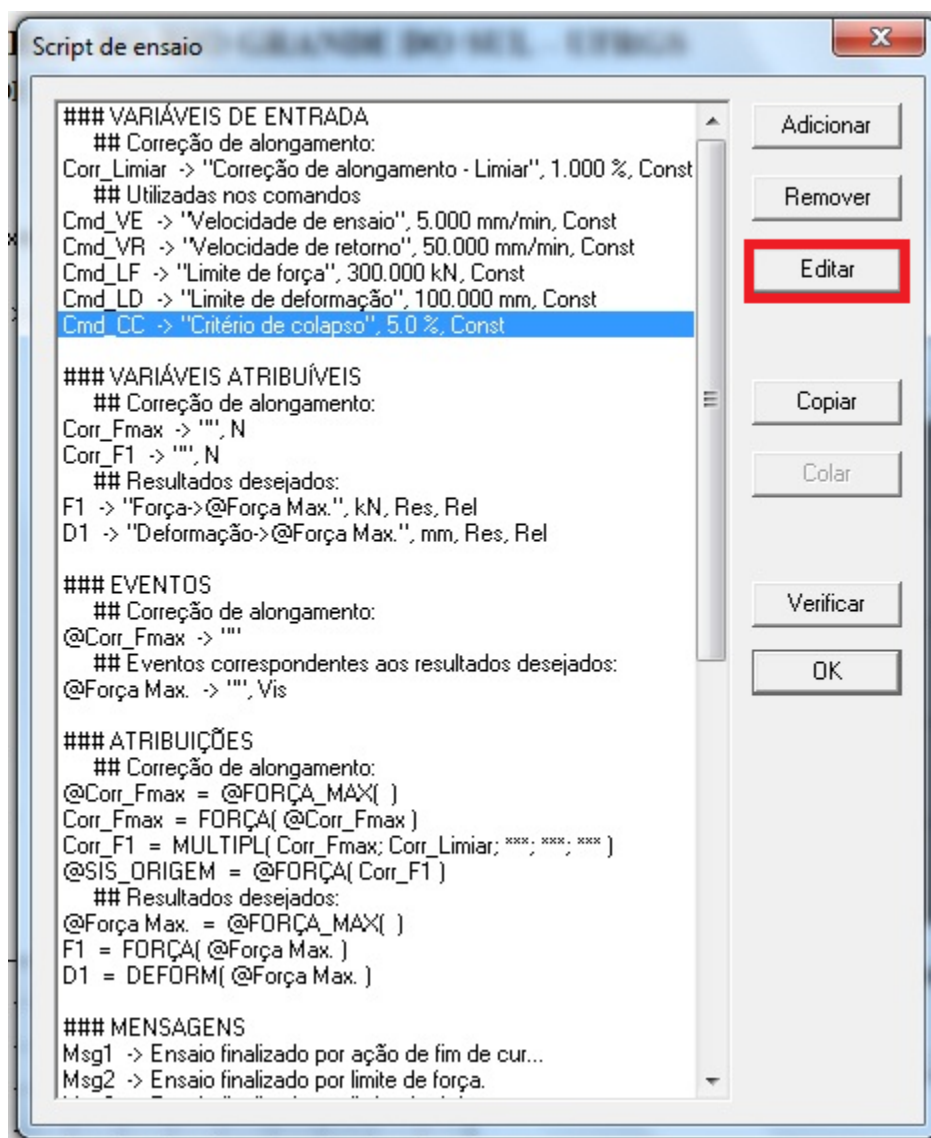 GRANDE DO SUL - UFRGS
Script de ensaio
### VARIÁVEIS DE ENTRADA
## Correção de alongamento:
Corr_Limiar -> "Correção de alongamento - Limiar", 1.000 %, Const
## Utilizadas nos comandos
Cmd_VE -> "Velocidade de ensaio", 5.000 mm/min, Const
Cmd_VR -> "Velocidade de retorno", 50.000 mm/min, Const
Cmd_LF -> "Limite de força", 300.000 kN, Const
Cmd_LD -> "Limite de deformação", 100.000 mm, Const
Cmd_CC -> "Critério de colapso", 5.0 %, Const
### VARIÁVEIS ATRIBUÍVEIS
## Correção de alongamento:
Corr_Fmax -> "", N
Corr_F1 -> "", N
## Resultados desejados:
F1 -> "Força->@Força Max.", kN, Res, Rel
D1 -> "Deformação->@Força Max.", mm, Res, Rel
### EVENTOS
## Correção de alongamento:
@Corr_Fmax -> ""
## Eventos correspondentes aos resultados desejados:
@Força Max. -> "", Vis
### ATRIBUIÇÕES
## Correção de alongamento:
@Corr_Fmax = @FORÇA_MAX( )
Corr_Fmax = FORÇA( @Corr_Fmax )
Corr_F1 = MULTIPL( Corr_Fmax; Corr_Limiar; ***; ***; *** )
@SIS_ORIGEM = @FORÇA( Corr_F1 )
## Resultados desejados:
@Força Max. = @FORÇA_MAX( )
F1 = FORÇA( @Força Max. )
D1 = DEFORM( @Força Max. )
### MENSAGENS
Msg1 -> Ensaio finalizado por ação de fim de cur...
Msg2 -> Ensaio finalizado por limite de força.
Adicionar
Remover
Editar
Copiar
Colar
Verificar
OK